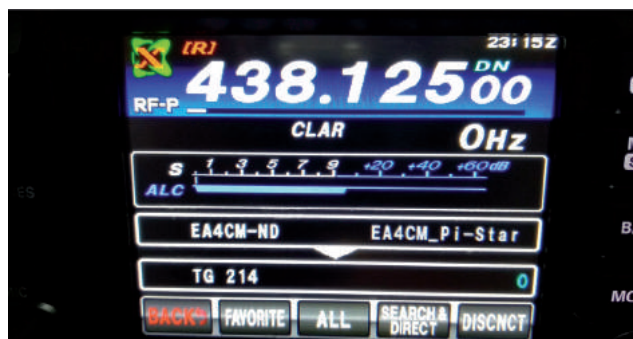 [R] 23:15Z
438.12500 DN
RF-P
CLAR 0Hz
S 1 3 5 7 9 +20 +40 +60dB
ALC
EA4CM-ND EA4CM_Pi-Star
TG 214 0
BACK FAVORITE ALL SEARCH & DIRECT DISCNCT